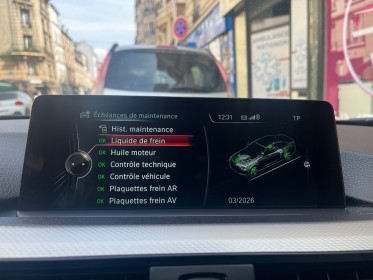 Échéances de maintenance
12:31
TP
Hist. maintenance
OK Liquide de frein
OK Huile moteur
OK Contrôle technique
OK Contrôle véhicule
OK Plaquettes frein AR
OK Plaquettes frein AV
03/2026